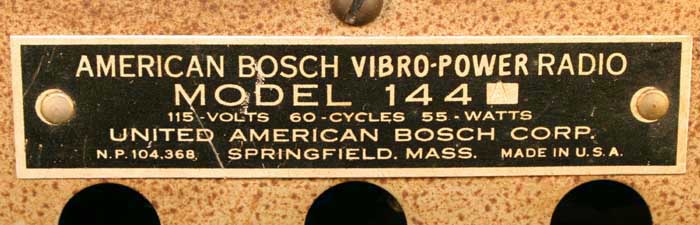 AMERICAN BOSCH VIBRO-POWER RADIO
MODEL 144 A
115-VOLTS 60-CYCLES 55-WATTS
UNITED AMERICAN BOSCH CORP.
N.P. 104,368, SPRINGFIELD, MASS. MADE IN U.S.A.